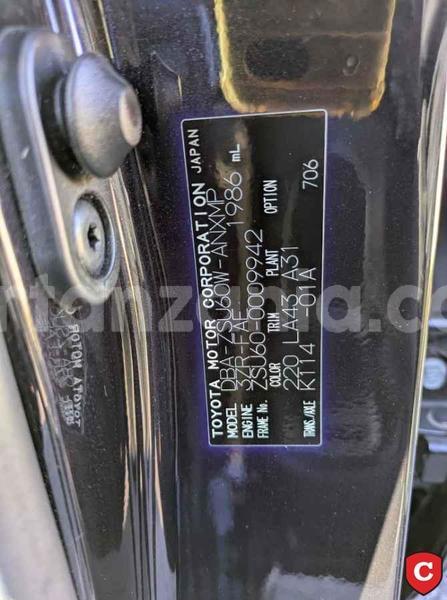 TOYOTA MOTOR CORPORATION JAPAN
MODEL DBA-ZSU60W-ANXMP
ENGINE 3ZR-FAE 1986 mL
FRAME No. ZSU60-0009942
COLOR TRIM PLANT OPTION
220 LA43 A31
TRANS./AXLE K114 -01A 706
C